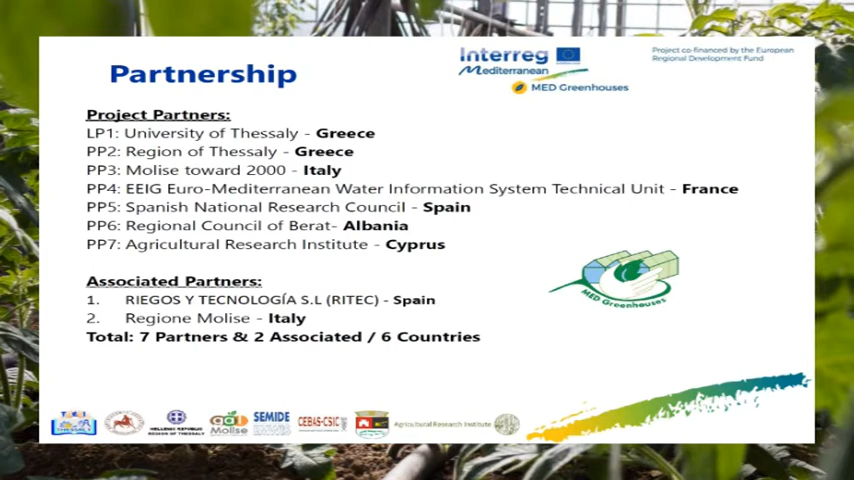 Partnership
Interreg
Mediterranean
MED Greenhouses
Project co-financed by the European
Regional Development Fund
Project Partners:
LP1: University of Thessaly - Greece
PP2: Region of Thessaly - Greece
PP3: Molise toward 2000 - Italy
PP4: EEIG Euro-Mediterranean Water Information System Technical Unit - France
PP5: Spanish National Research Council - Spain
PP6: Regional Council of Berat- Albania
PP7: Agricultural Research Institute - Cyprus
Associated Partners:
1. RIEGOS Y TECNOLOGÍA S.L (RITEC) - Spain
2. Regione Molise - Italy
Total: 7 Partners & 2 Associated / 6 Countries
MED Greenhouses
THESSALY
HELLENIC REPUBLIC
REGION OF THESSALY
Molise
SEMIDE
CEBAS-CSIC
Agricultural Research Institute